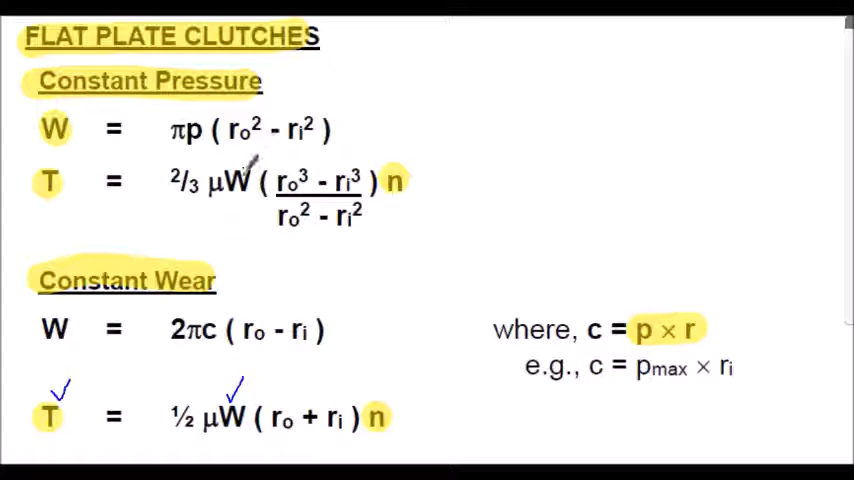 FLAT PLATE CLUTCHES
Constant Pressure
W = πp ( ro² - ri² )
T = 2/3 μW ( ro³ - ri³ ) n
ro² - ri²
Constant Wear
W = 2πc ( ro - ri ) where, c = p × r
e.g., c = pmax × ri
T = ½ μW ( ro + ri ) n